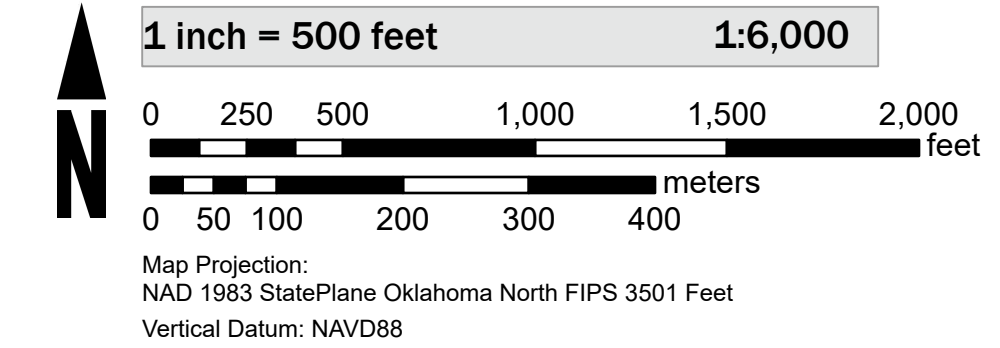 1 inch = 500 feet 1:6,000
0 250 500 1,000 1,500 2,000
feet
meters
0 50 100 200 300 400
N
Map Projection:
NAD 1983 StatePlane Oklahoma North FIPS 3501 Feet
Vertical Datum: NAVD88